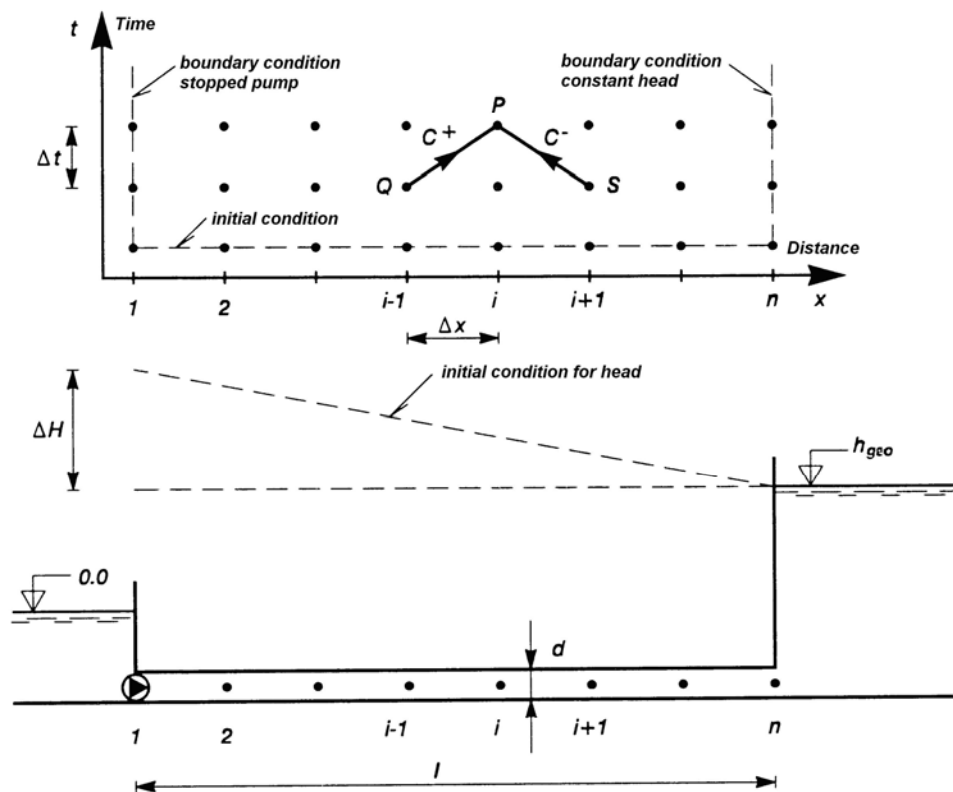 t Time
boundary condition
stopped pump
boundary condition
constant head
P
C+ C-
Δt
Q S
initial condition
Distance
1 2 i-1 i i+1 n x
Δx
initial condition for head
ΔH
hgeo
0.0
d
1 2 i-1 i i+1 n
l